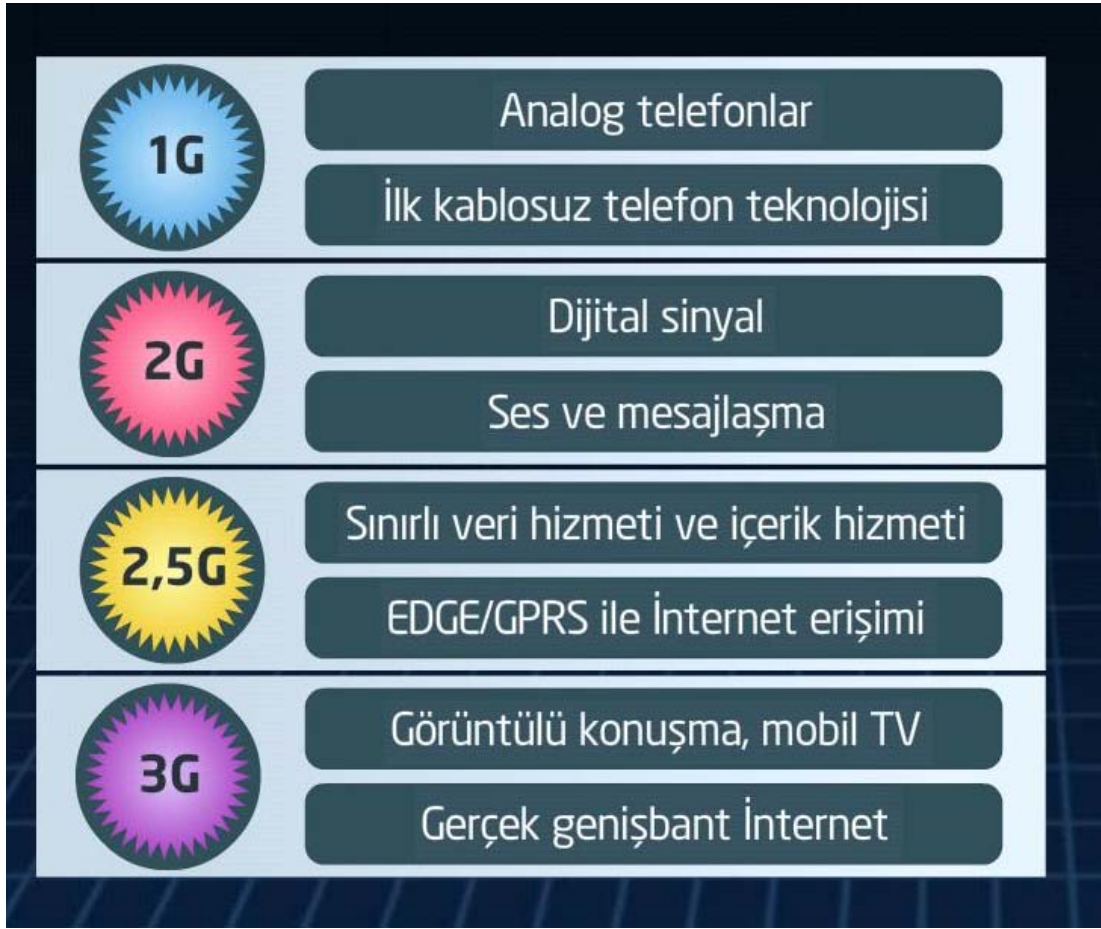 1G
Analog telefonlar
İlk kablosuz telefon teknolojisi
2G
Dijital sinyal
Ses ve mesajlaşma
2,5G
Sınırlı veri hizmeti ve içerik hizmeti
EDGE/GPRS ile İnternet erişimi
3G
Görüntülü konuşma, mobil TV
Gerçek genişbant İnternet